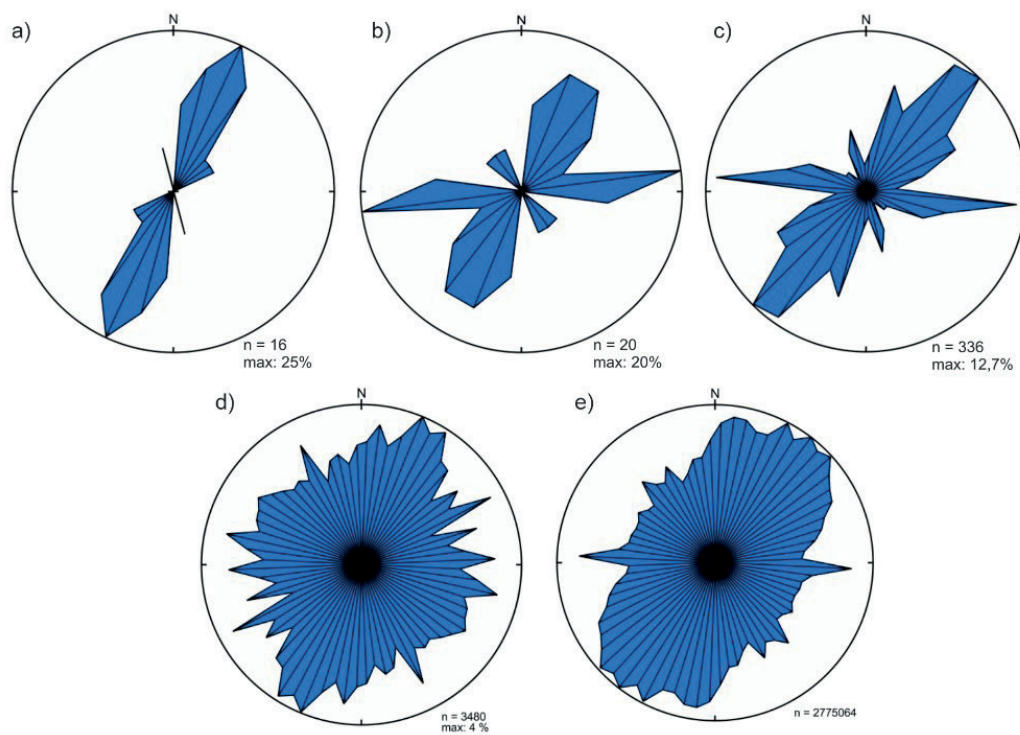 a)
N
n = 16
max: 25%
b)
N
n = 20
max: 20%
c)
N
n = 336
max: 12,7%
d)
N
n = 3480
max: 4 %
e)
N
n = 2775064